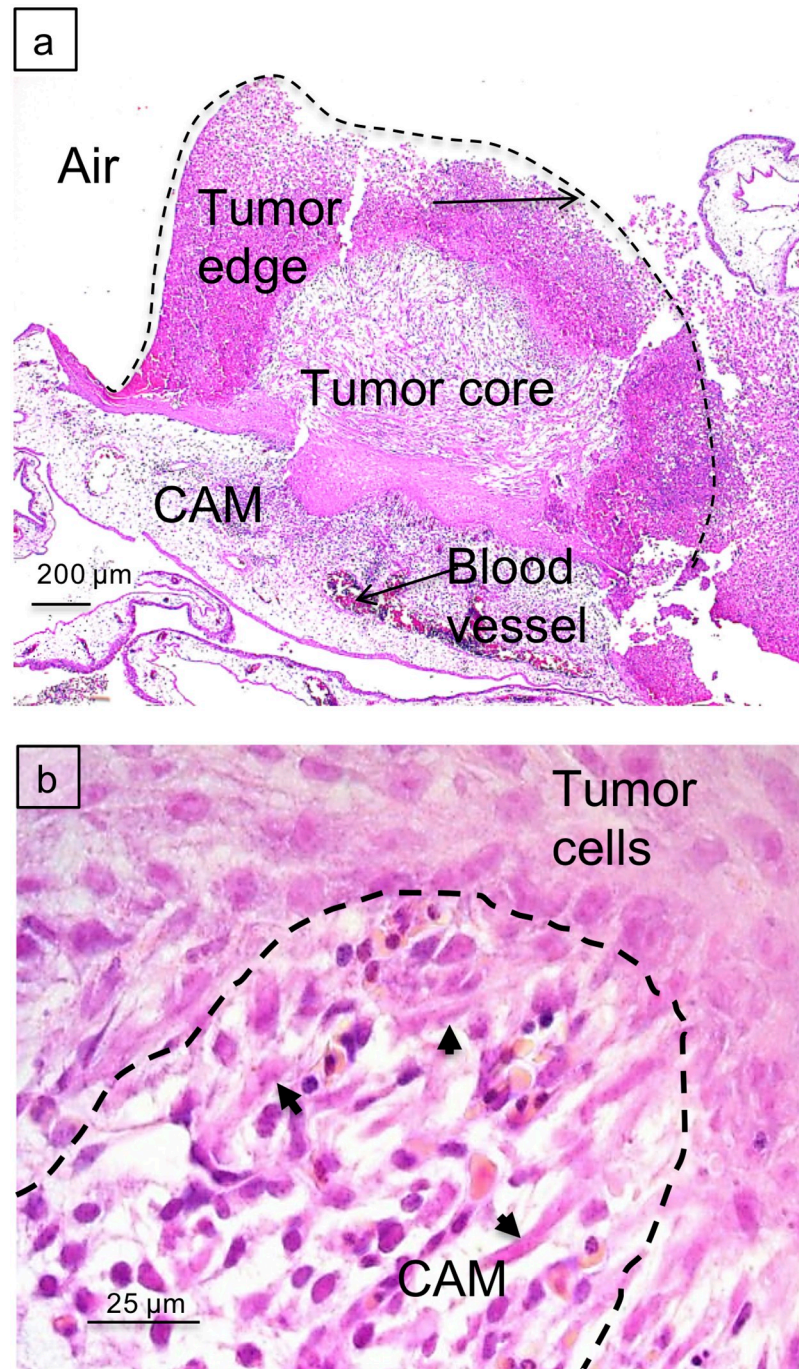 a
Air
Tumor
edge
Tumor core
CAM
Blood
vessel
200 µm
b
Tumor
cells
CAM
25 µm